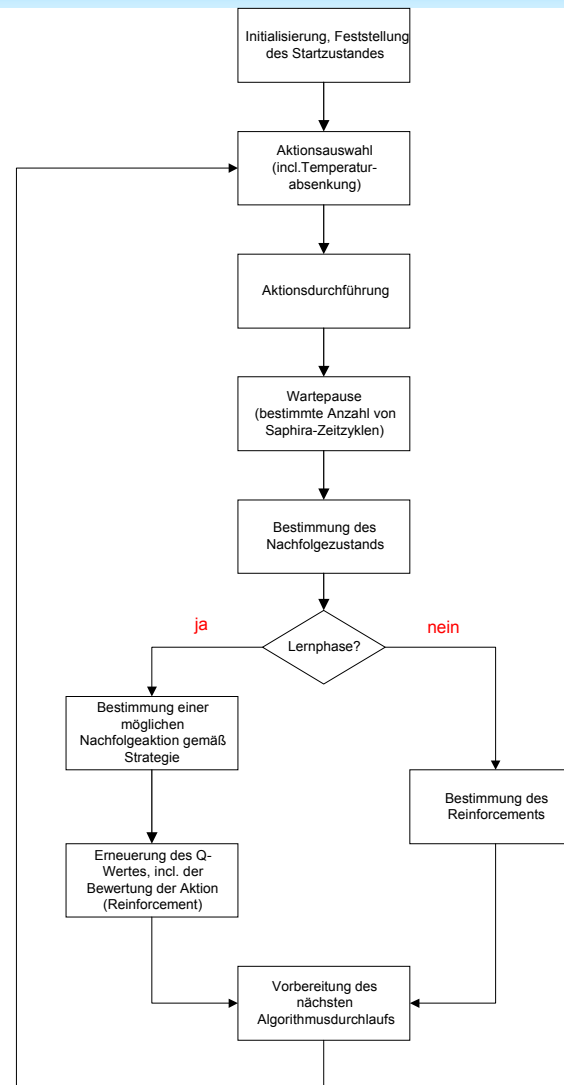 Initialisierung, Feststellung
des Startzustandes
Aktionsauswahl
(incl.Temperatur-
absenkung)
Aktionsdurchführung
Wartepause
(bestimmte Anzahl von
Saphira-Zeitzyklen)
Bestimmung des
Nachfolgezustands
Lernphase?
ja
nein
Bestimmung einer
möglichen
Nachfolgeaktion gemäß
Strategie
Bestimmung des
Reinforcements
Erneuerung des Q-
Wertes, incl. der
Bewertung der Aktion
(Reinforcement)
Vorbereitung des
nächsten
Algorithmusdurchlaufs